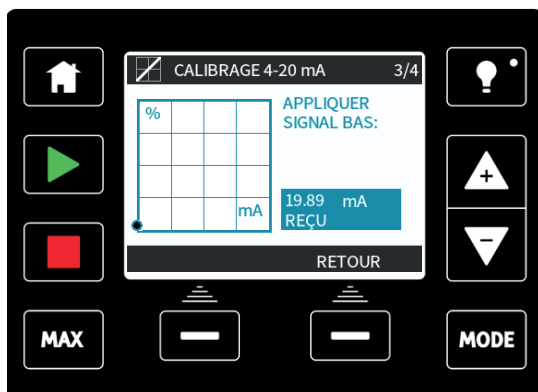 CALIBRAGE 4-20 mA 3/4
%
mA
APPLIQUER
SIGNAL BAS:
19.89 mA
REÇU
RETOUR
+
-
MAX
MODE